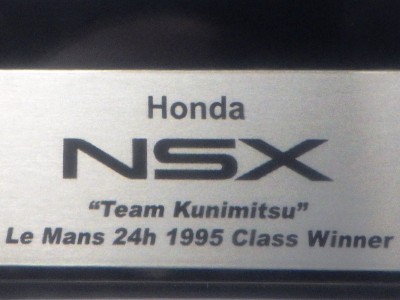 Honda
NSX
“Team Kunimitsu”
Le Mans 24h 1995 Class Winner